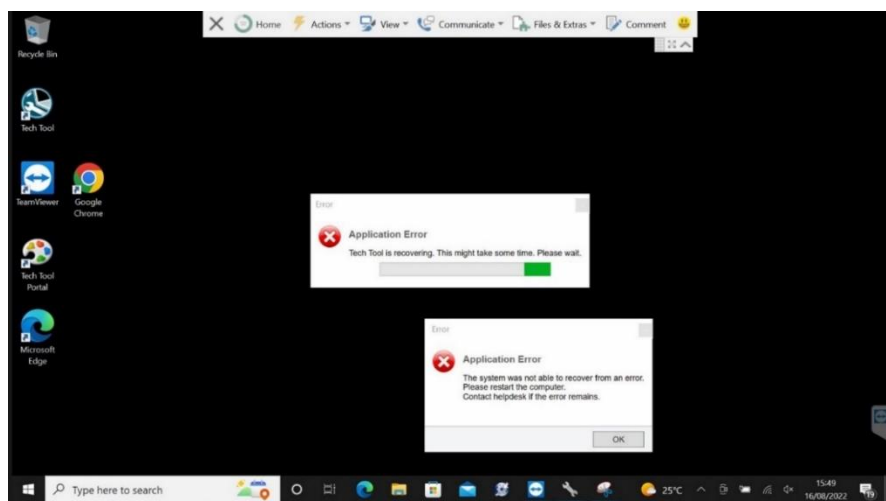 Home
Actions
View
Communicate
Files & Extras
Comment
Recycle Bin
Tech Tool
TeamViewer
Google
Chrome
Tech Tool
Portal
Microsoft
Edge
Error
Application Error
Tech Tool is recovering. This might take some time. Please wait.
Error
Application Error
The system was not able to recover from an error.
Please restart the computer.
Contact helpdesk if the error remains.
OK
Type here to search
25°C
15:49
16/08/2022